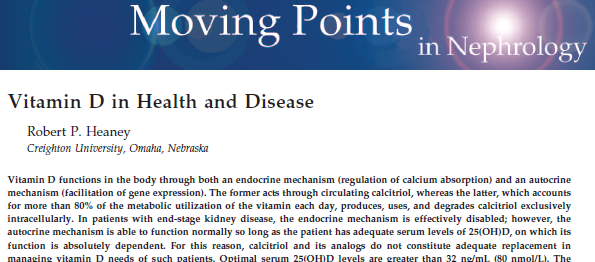 Moving Points
in Nephrology
Vitamin D in Health and Disease
Robert P. Heaney
Creighton University, Omaha, Nebraska
Vitamin D functions in the body through both an endocrine mechanism (regulation of calcium absorption) and an autocrine
mechanism (facilitation of gene expression). The former acts through circulating calcitriol, whereas the latter, which accounts
for more than 80% of the metabolic utilization of the vitamin each day, produces, uses, and degrades calcitriol exclusively
intracellularly. In patients with end-stage kidney disease, the endocrine mechanism is effectively disabled; however, the
autocrine mechanism is able to function normally so long as the patient has adequate serum levels of 25(OH)D, on which its
function is absolutely dependent. For this reason, calcitriol and its analogs do not constitute adequate replacement in
managing vitamin D needs of such patients. Optimal serum 25(OH)D levels are greater than 32 ng/mL (80 nmol/L). The